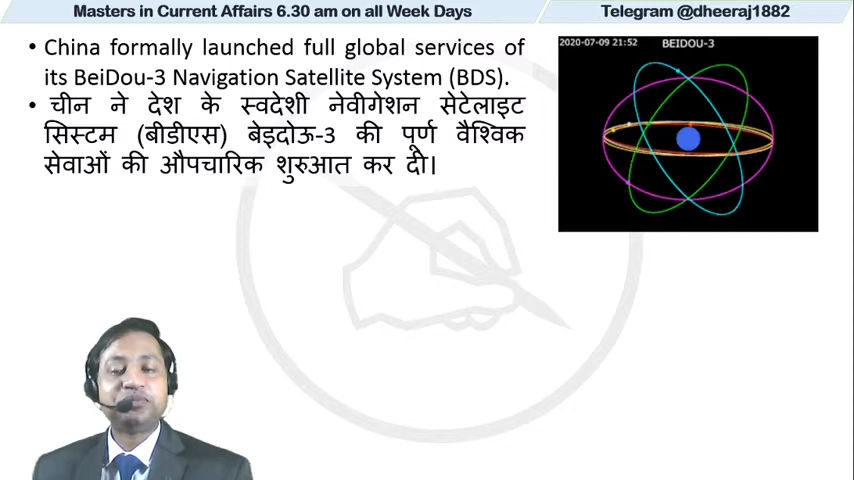 Masters in Current Affairs 6.30 am on all Week Days
Telegram @dheeraj1882
• China formally launched full global services of
its BeiDou-3 Navigation Satellite System (BDS).
• चीन ने देश के स्वदेशी नेवीगेशन सेटेलाइट
सिस्टम (बीडीएस) बेइदोऊ-3 की पूर्ण वैश्विक
सेवाओं की औपचारिक शुरुआत कर दी।
2020-07-09 21:52
BEIDOU-3